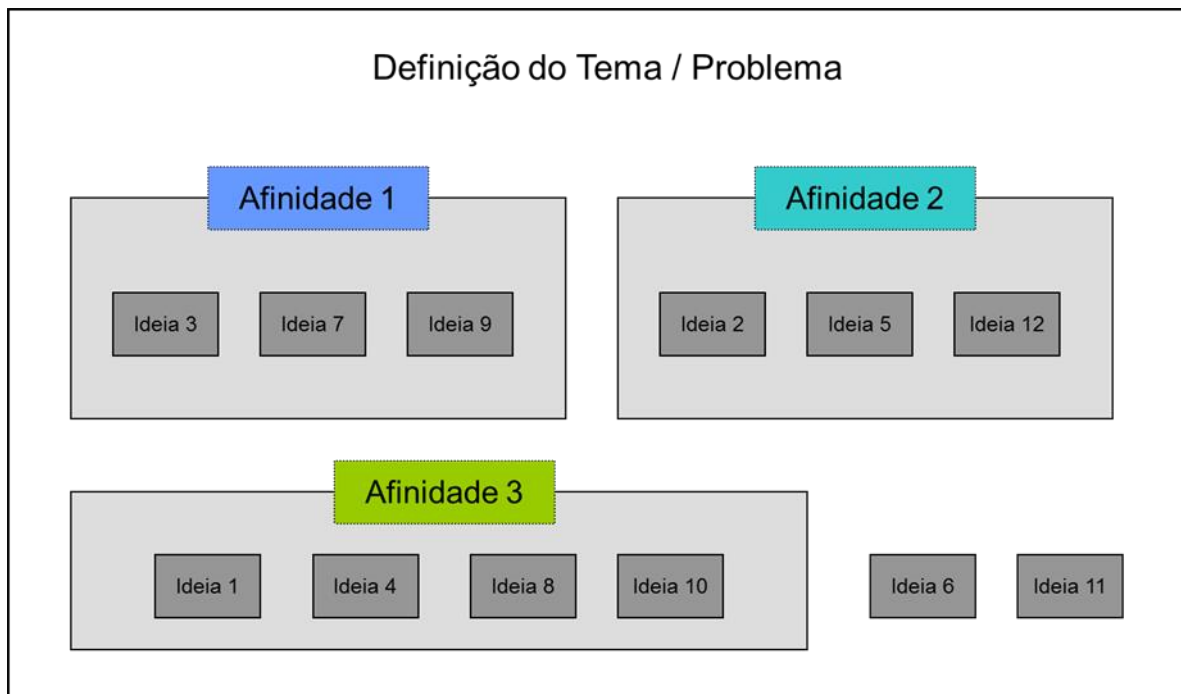 Definição do Tema / Problema
Afinidade 1
Afinidade 2
Ideia 3
Ideia 7
Ideia 9
Ideia 2
Ideia 5
Ideia 12
Afinidade 3
Ideia 1
Ideia 4
Ideia 8
Ideia 10
Ideia 6
Ideia 11